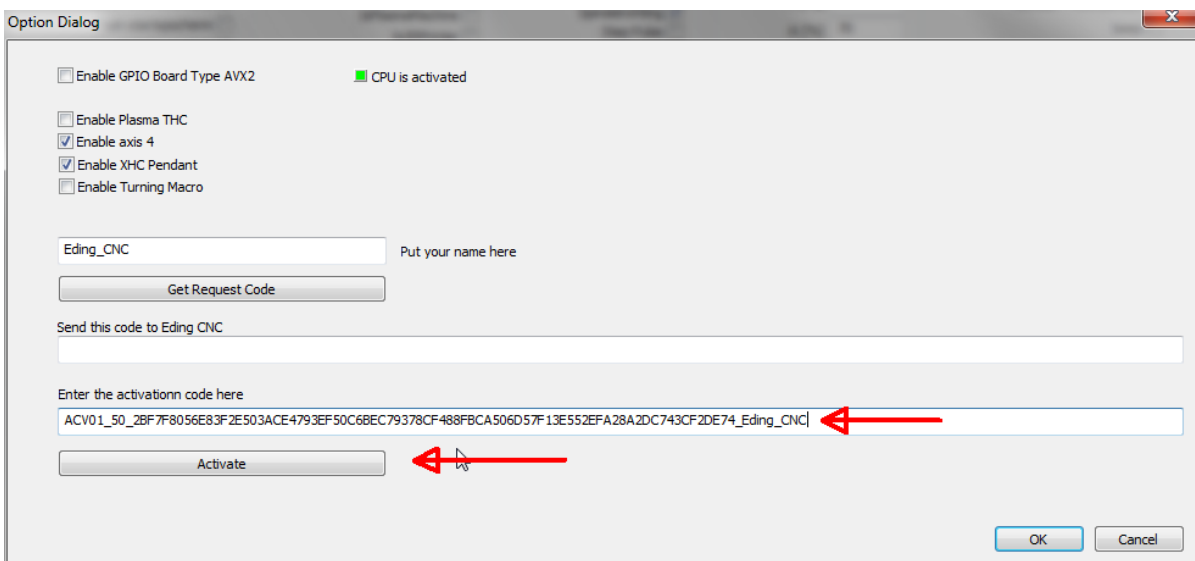 Option Dialog
Enable GPIO Board Type AVX2
CPU is activated
Enable Plasma THC
Enable axis 4
Enable XHC Pendant
Enable Turning Macro
Eding_CNC
Put your name here
Get Request Code
Send this code to Eding CNC
Enter the activationn code here
ACV01_50_2BF7F8056E83F2E503ACE4793EF50C6BEC79378CF488FBCA506D57F13E552EFA28A2DC743CF2DE74_Eding_CNC
Activate
OK
Cancel